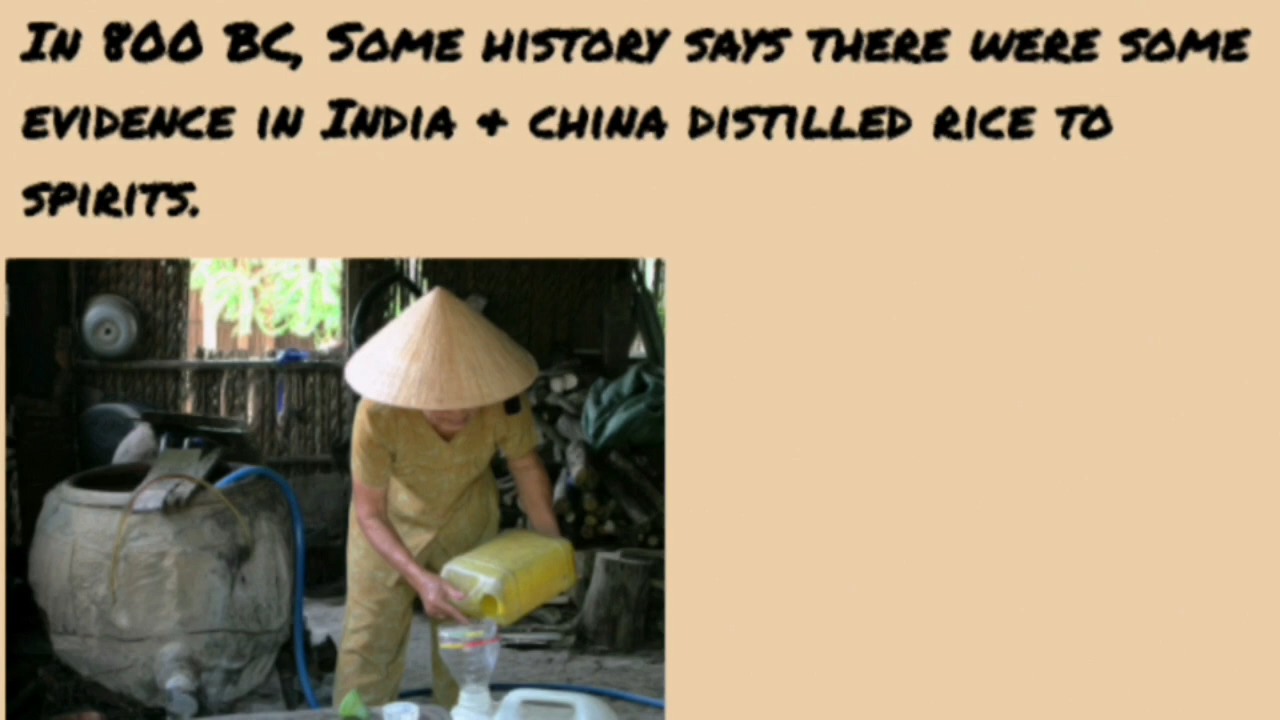 In 800 BC, Some history says there were some
evidence in India & china distilled rice to
spirits.